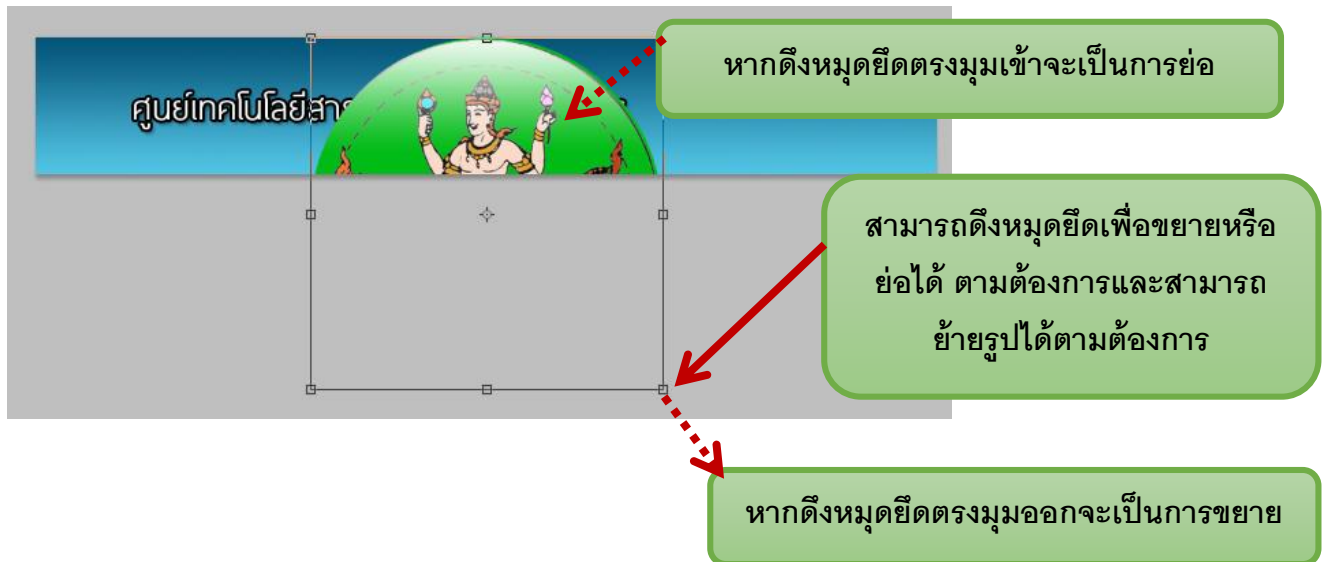 หากดึงหมุดยึดตรงมุมเข้าจะเป็นการย่อ
ศูนย์เทคโนโลยีสาร
สามารถดึงหมุดยึดเพื่อขยายหรือ
ย่อได้ ตามต้องการและสามารถ
ย้ายรูปได้ตามต้องการ
หากดึงหมุดยึดตรงมุมออกจะเป็นการขยาย